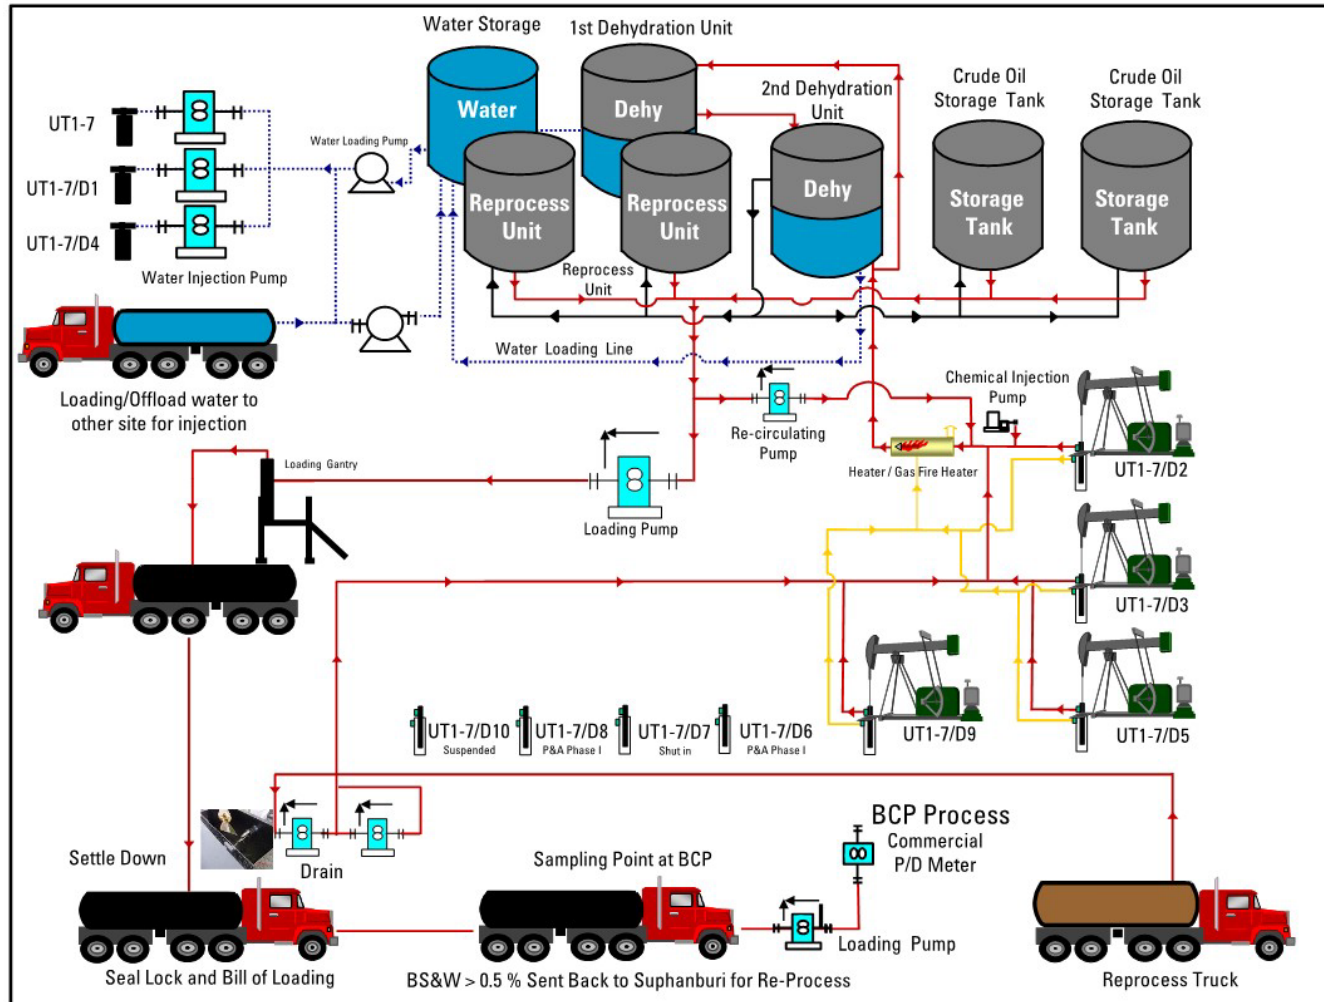 Water Storage
1st Dehydration Unit
2nd Dehydration
Unit
Crude Oil
Storage Tank
Crude Oil
Storage Tank
Water
Dehy
Dehy
Reprocess
Unit
Reprocess
Unit
Storage
Tank
Storage
Tank
UT1-7
UT1-7/D1
UT1-7/D4
Water Loading Pump
Water Injection Pump
Reprocess
Unit
Water Loading Line
Loading/Offload water to
other site for injection
Chemical Injection
Pump
Re-circulating
Pump
Heater / Gas Fire Heater
UT1-7/D2
Loading Gantry
Loading Pump
UT1-7/D3
UT1-7/D10
Suspended
UT1-7/D8
P&A Phase I
UT1-7/D7
Shut in
UT1-7/D6
P&A Phase I
UT1-7/D9
UT1-7/D5
BCP Process
Commercial
P/D Meter
Settle Down
Drain
Sampling Point at BCP
Loading Pump
Seal Lock and Bill of Loading
BS&W > 0.5 % Sent Back to Suphanburi for Re-Process
Reprocess Truck